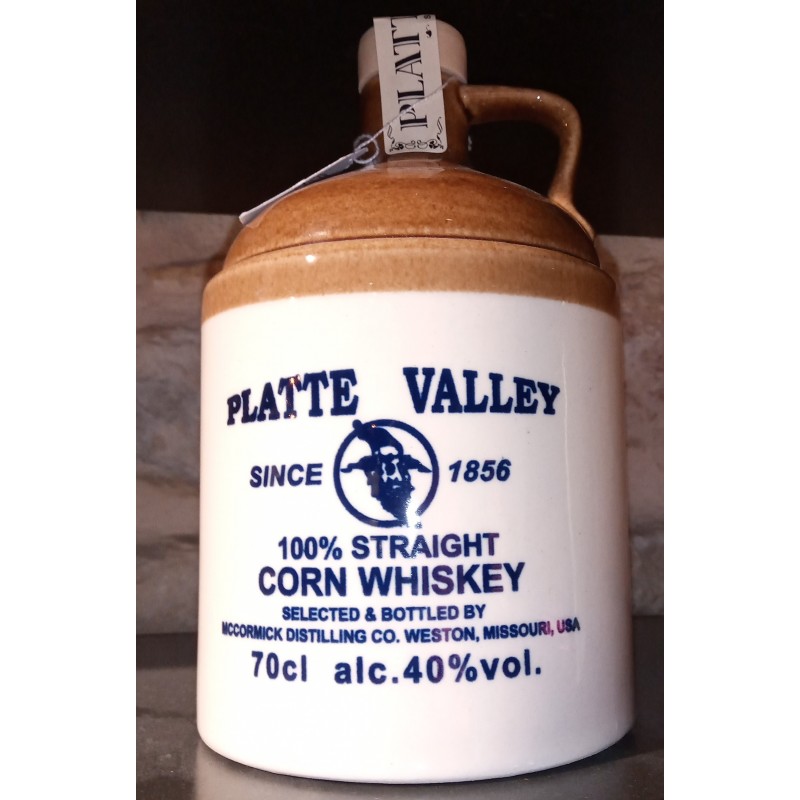 PLATT
PLATTE VALLEY
SINCE 1856
100% STRAIGHT
CORN WHISKEY
SELECTED & BOTTLED BY
MCCORMICK DISTILLING CO. WESTON, MISSOURI, USA
70cl alc.40%vol.